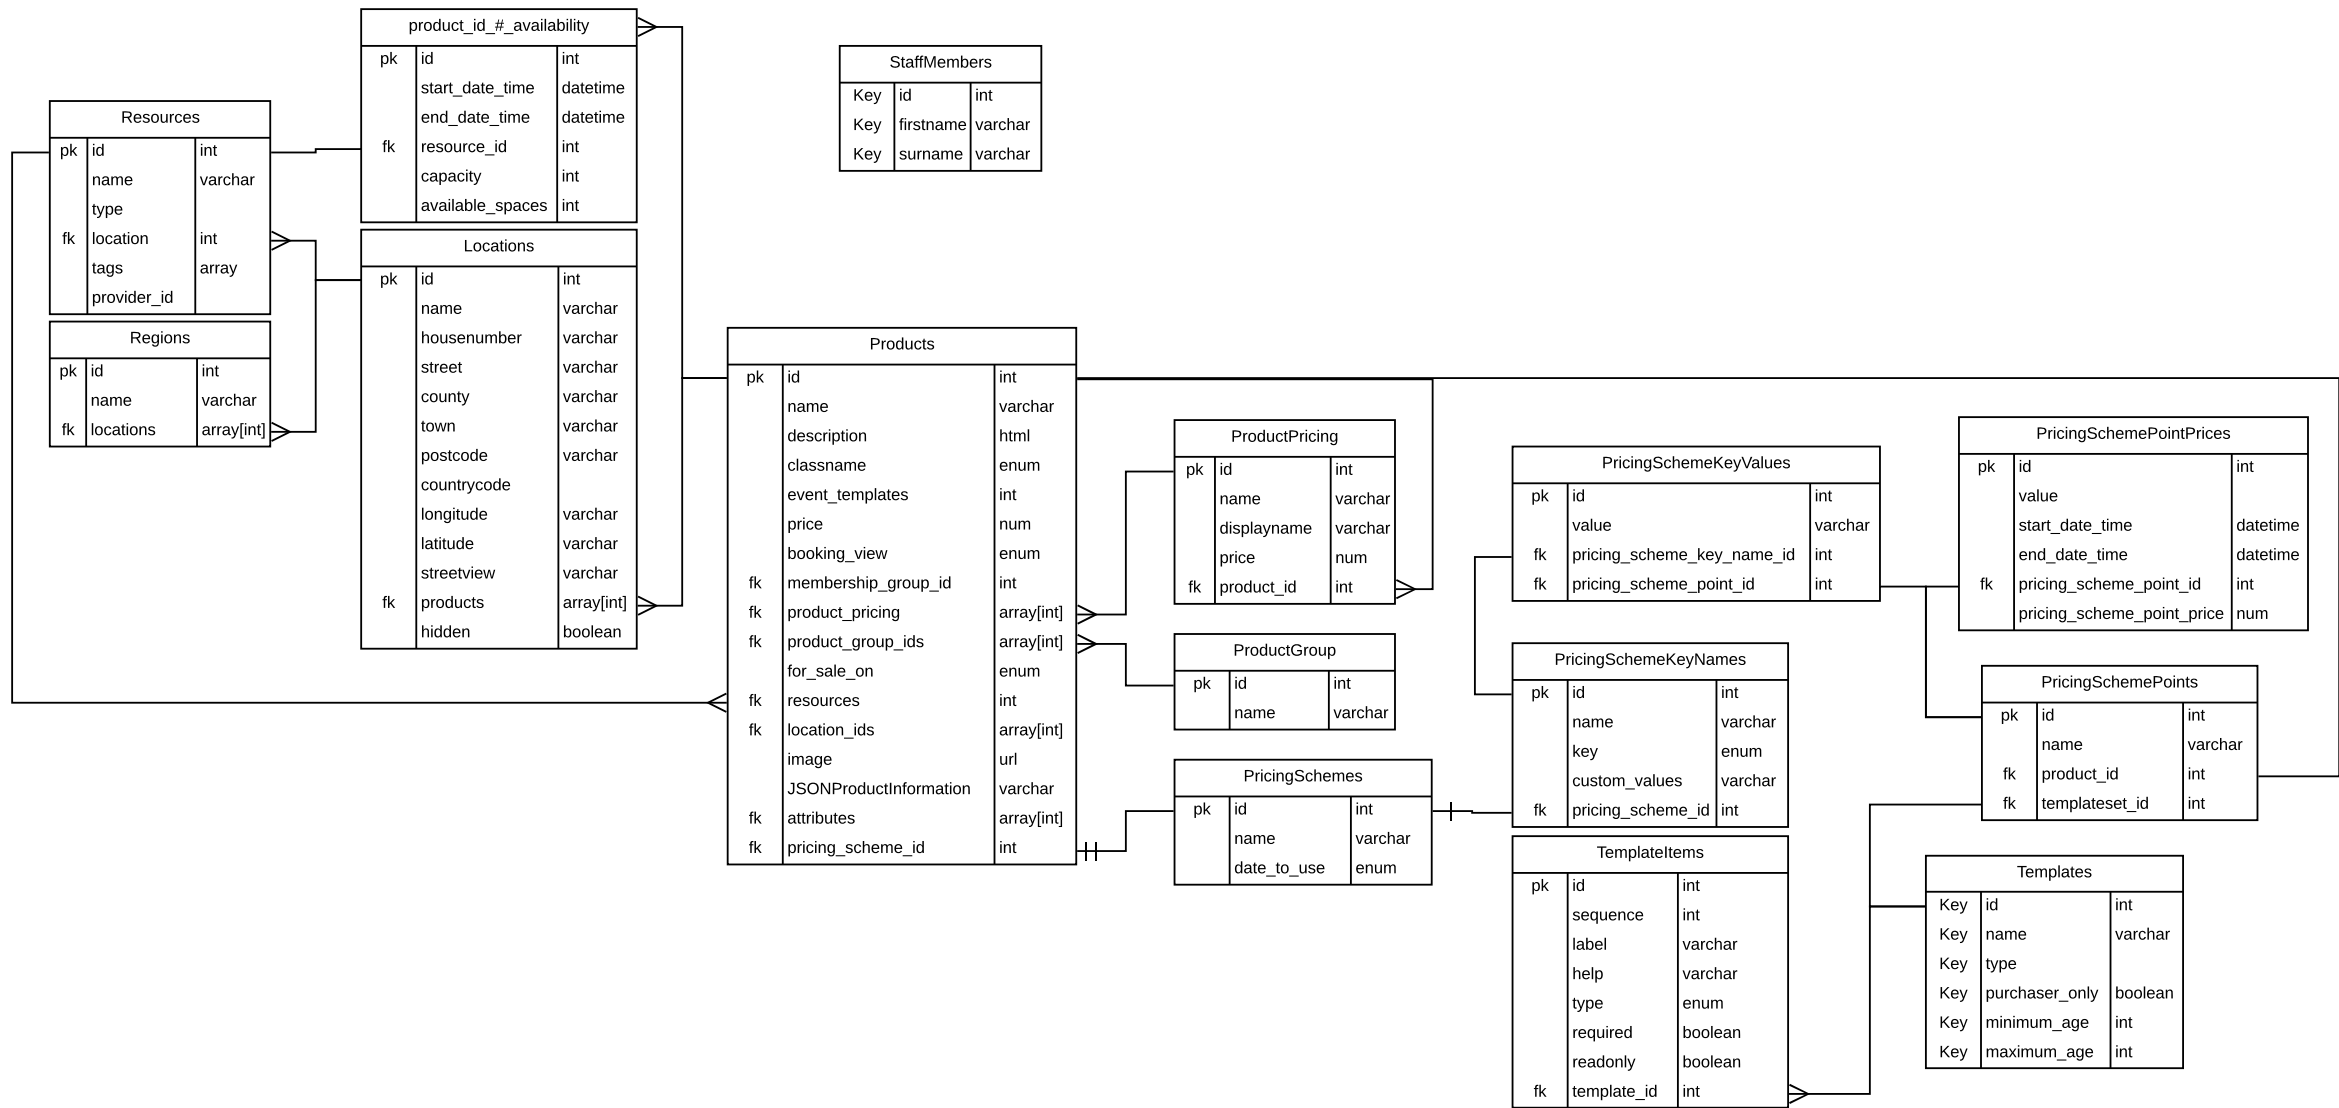 product_id_#_availability
pk id int
start_date_time datetime
end_date_time datetime
fk resource_id int
capacity int
available_spaces int
StaffMembers
Key id int
Key firstname varchar
Key surname varchar
Resources
pk id int
name varchar
type
fk location int
tags array
provider_id
Locations
pk id int
name varchar
housenumber varchar
street varchar
county varchar
town varchar
postcode varchar
countrycode
longitude varchar
latitude varchar
streetview varchar
fk products array[int]
hidden boolean
Regions
pk id int
name varchar
fk locations array[int]
Products
pk id int
name varchar
description html
classname enum
event_templates int
price num
booking_view enum
fk membership_group_id int
fk product_pricing array[int]
fk product_group_ids array[int]
for_sale_on enum
fk resources int
fk location_ids array[int]
image url
JSONProductInformation varchar
fk attributes array[int]
fk pricing_scheme_id int
ProductPricing
pk id int
name varchar
displayname varchar
price num
fk product_id int
ProductGroup
pk id int
name varchar
PricingSchemes
pk id int
name varchar
date_to_use enum
PricingSchemeKeyValues
pk id int
value varchar
fk pricing_scheme_key_name_id int
fk pricing_scheme_point_id int
PricingSchemeKeyNames
pk id int
name varchar
key enum
custom_values varchar
fk pricing_scheme_id int
TemplateItems
pk id int
sequence int
label varchar
help varchar
type enum
required boolean
readonly boolean
fk template_id int
PricingSchemePointPrices
pk id int
value
start_date_time datetime
end_date_time datetime
fk pricing_scheme_point_id int
pricing_scheme_point_price num
PricingSchemePoints
pk id int
name varchar
fk product_id int
fk templateset_id int
Templates
Key id int
Key name varchar
Key type
Key purchaser_only boolean
Key minimum_age int
Key maximum_age int